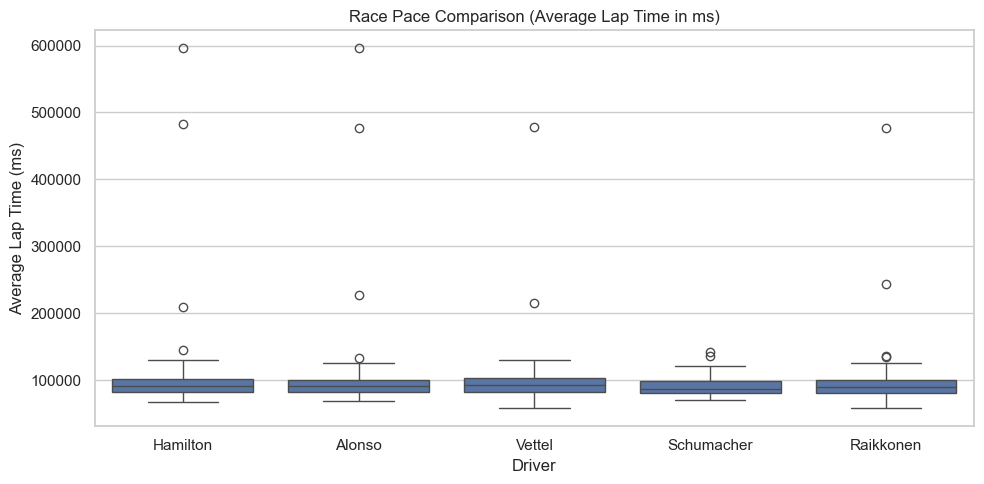 Race Pace Comparison (Average Lap Time in ms)
600000
500000
400000
300000
200000
100000
Average Lap Time (ms)
Hamilton
Alonso
Vettel
Schumacher
Raikkonen
Driver